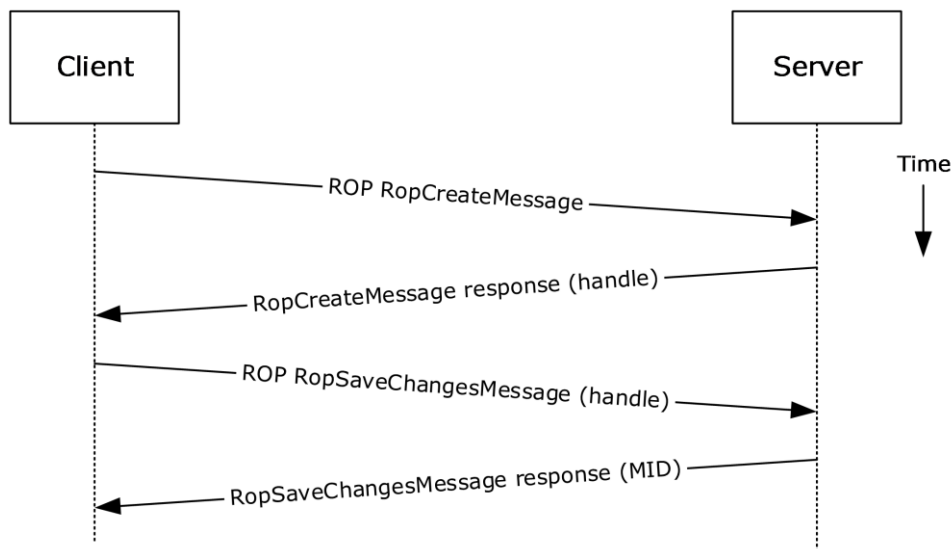 Client
Server
Time
ROP RopCreateMessage
RopCreateMessage response (handle)
ROP RopSaveChangesMessage (handle)
RopSaveChangesMessage response (MID)